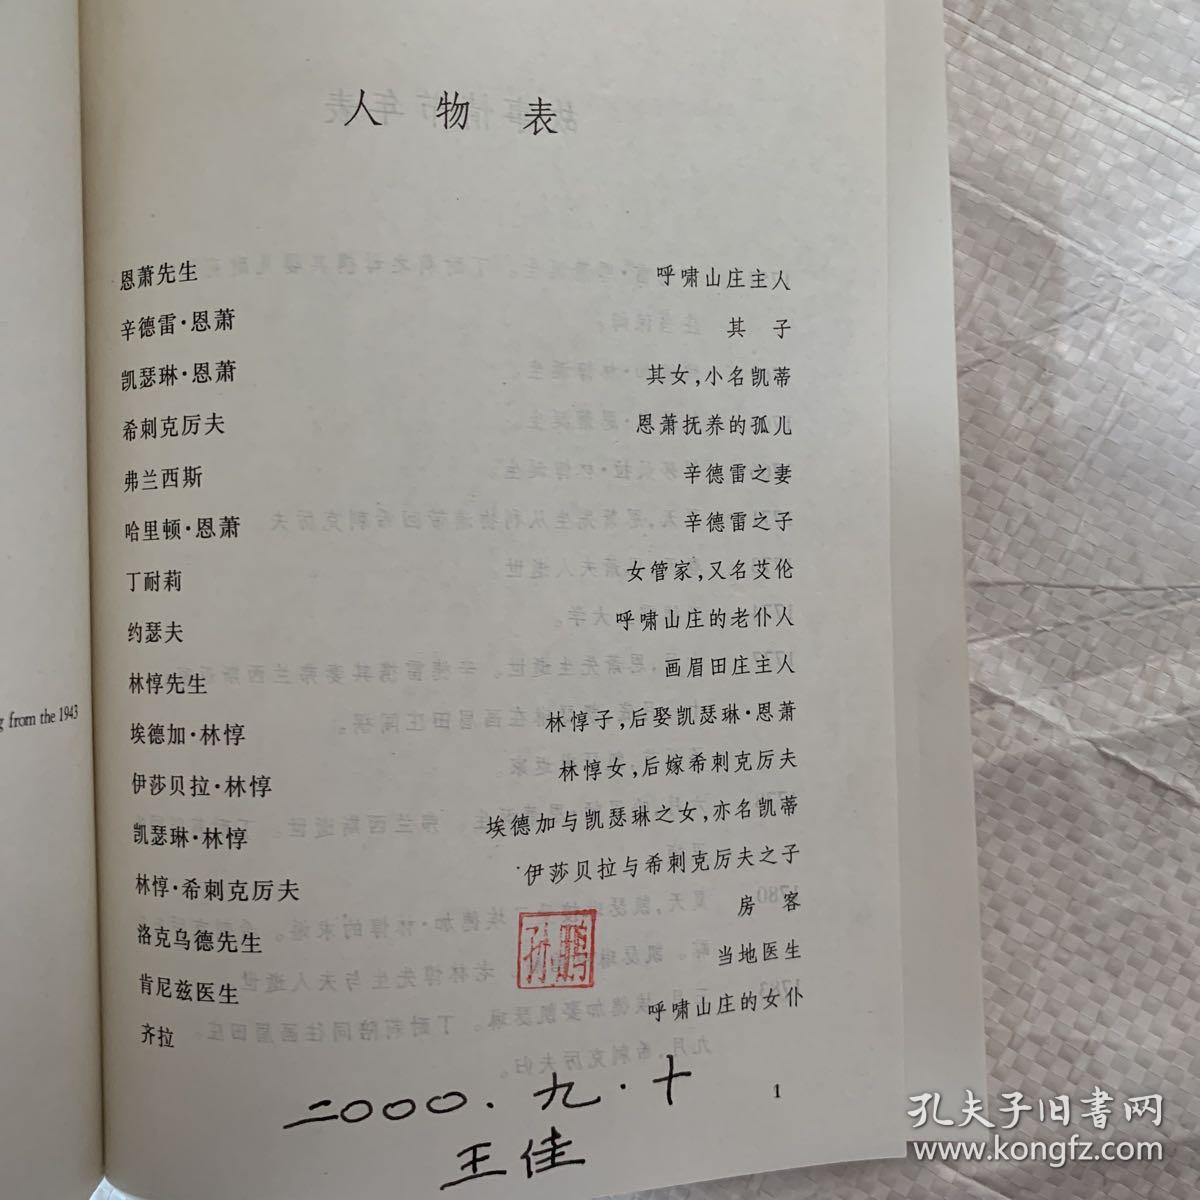 人物表
恩萧先生 呼啸山庄主人
辛德雷·恩萧 其子
凯瑟琳·恩萧 其女,小名凯蒂
希刺克厉夫 恩萧抚养的孤儿
弗兰西斯 辛德雷之妻
哈里顿·恩萧 辛德雷之子
丁耐莉 女管家,又名艾伦
约瑟夫 呼啸山庄的老仆人
林惇先生 画眉田庄主人
埃德加·林惇 林惇子,后娶凯瑟琳·恩萧
伊莎贝拉·林惇 林惇女,后嫁希刺克厉夫
凯瑟琳·林惇 埃德加与凯瑟琳之女,亦名凯蒂
林惇·希刺克厉夫 伊莎贝拉与希刺克厉夫之子
洛克乌德先生 房客
肯尼兹医生 当地医生
齐拉 呼啸山庄的女仆
孙鹏
二000.九.十
王佳
1
from the 1943
孔夫子旧书网
www.kongfz.com